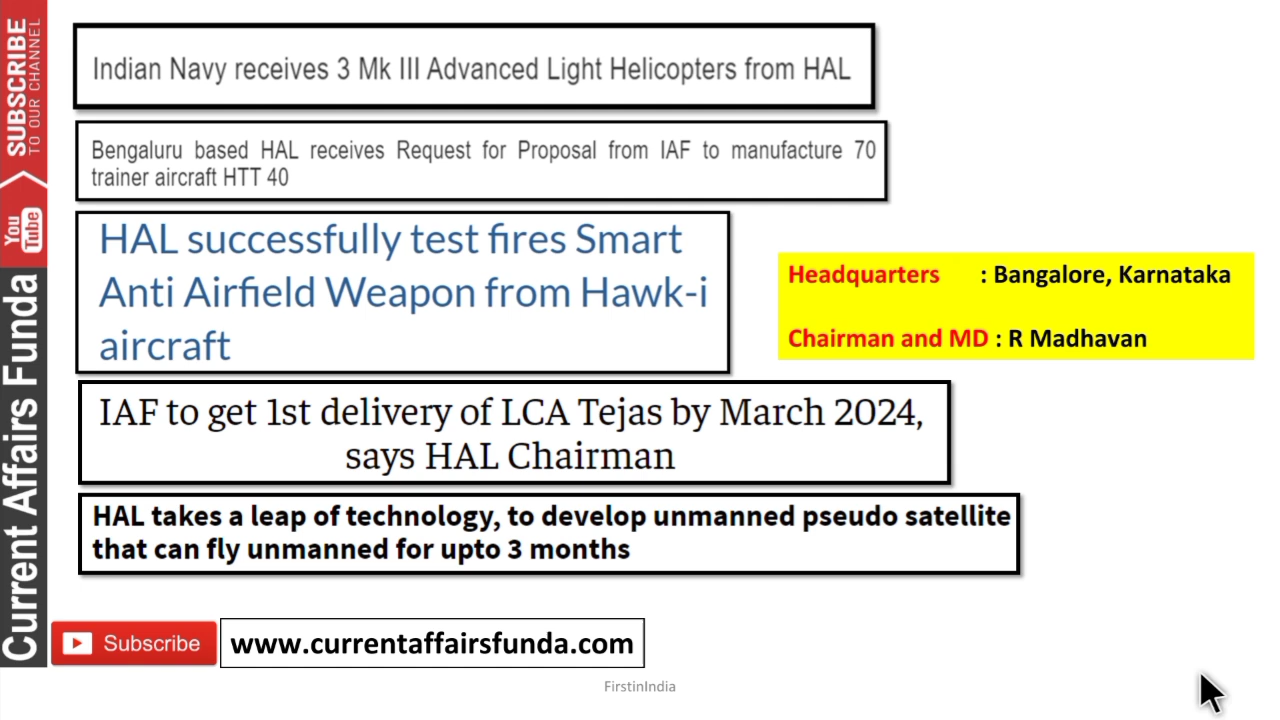 SUBSCRIBE
TO OUR CHANNEL
You
Tube
Current Affairs Funda
Indian Navy receives 3 Mk III Advanced Light Helicopters from HAL
Bengaluru based HAL receives Request for Proposal from IAF to manufacture 70
trainer aircraft HTT 40
HAL successfully test fires Smart
Anti Airfield Weapon from Hawk-i
aircraft
Headquarters : Bangalore, Karnataka
Chairman and MD : R Madhavan
IAF to get 1st delivery of LCA Tejas by March 2024,
says HAL Chairman
HAL takes a leap of technology, to develop unmanned pseudo satellite
that can fly unmanned for upto 3 months
Subscribe
www.currentaffairsfunda.com
FirstinIndia